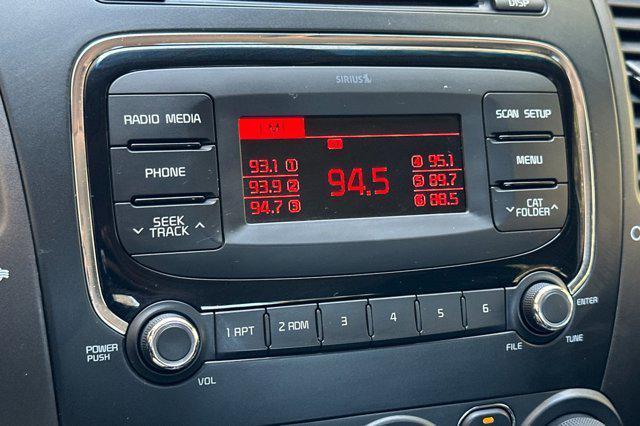 DISP
SIRIUS
RADIO MEDIA
PHONE
SEEK
TRACK
FM1
93.1 1
93.9 2
94.7 3
94.5
4 95.1
5 89.7
6 88.5
SCAN SETUP
MENU
CAT
FOLDER
1 RPT
2 RDM
3
4
5
6
POWER
PUSH
VOL
FILE
TUNE
ENTER